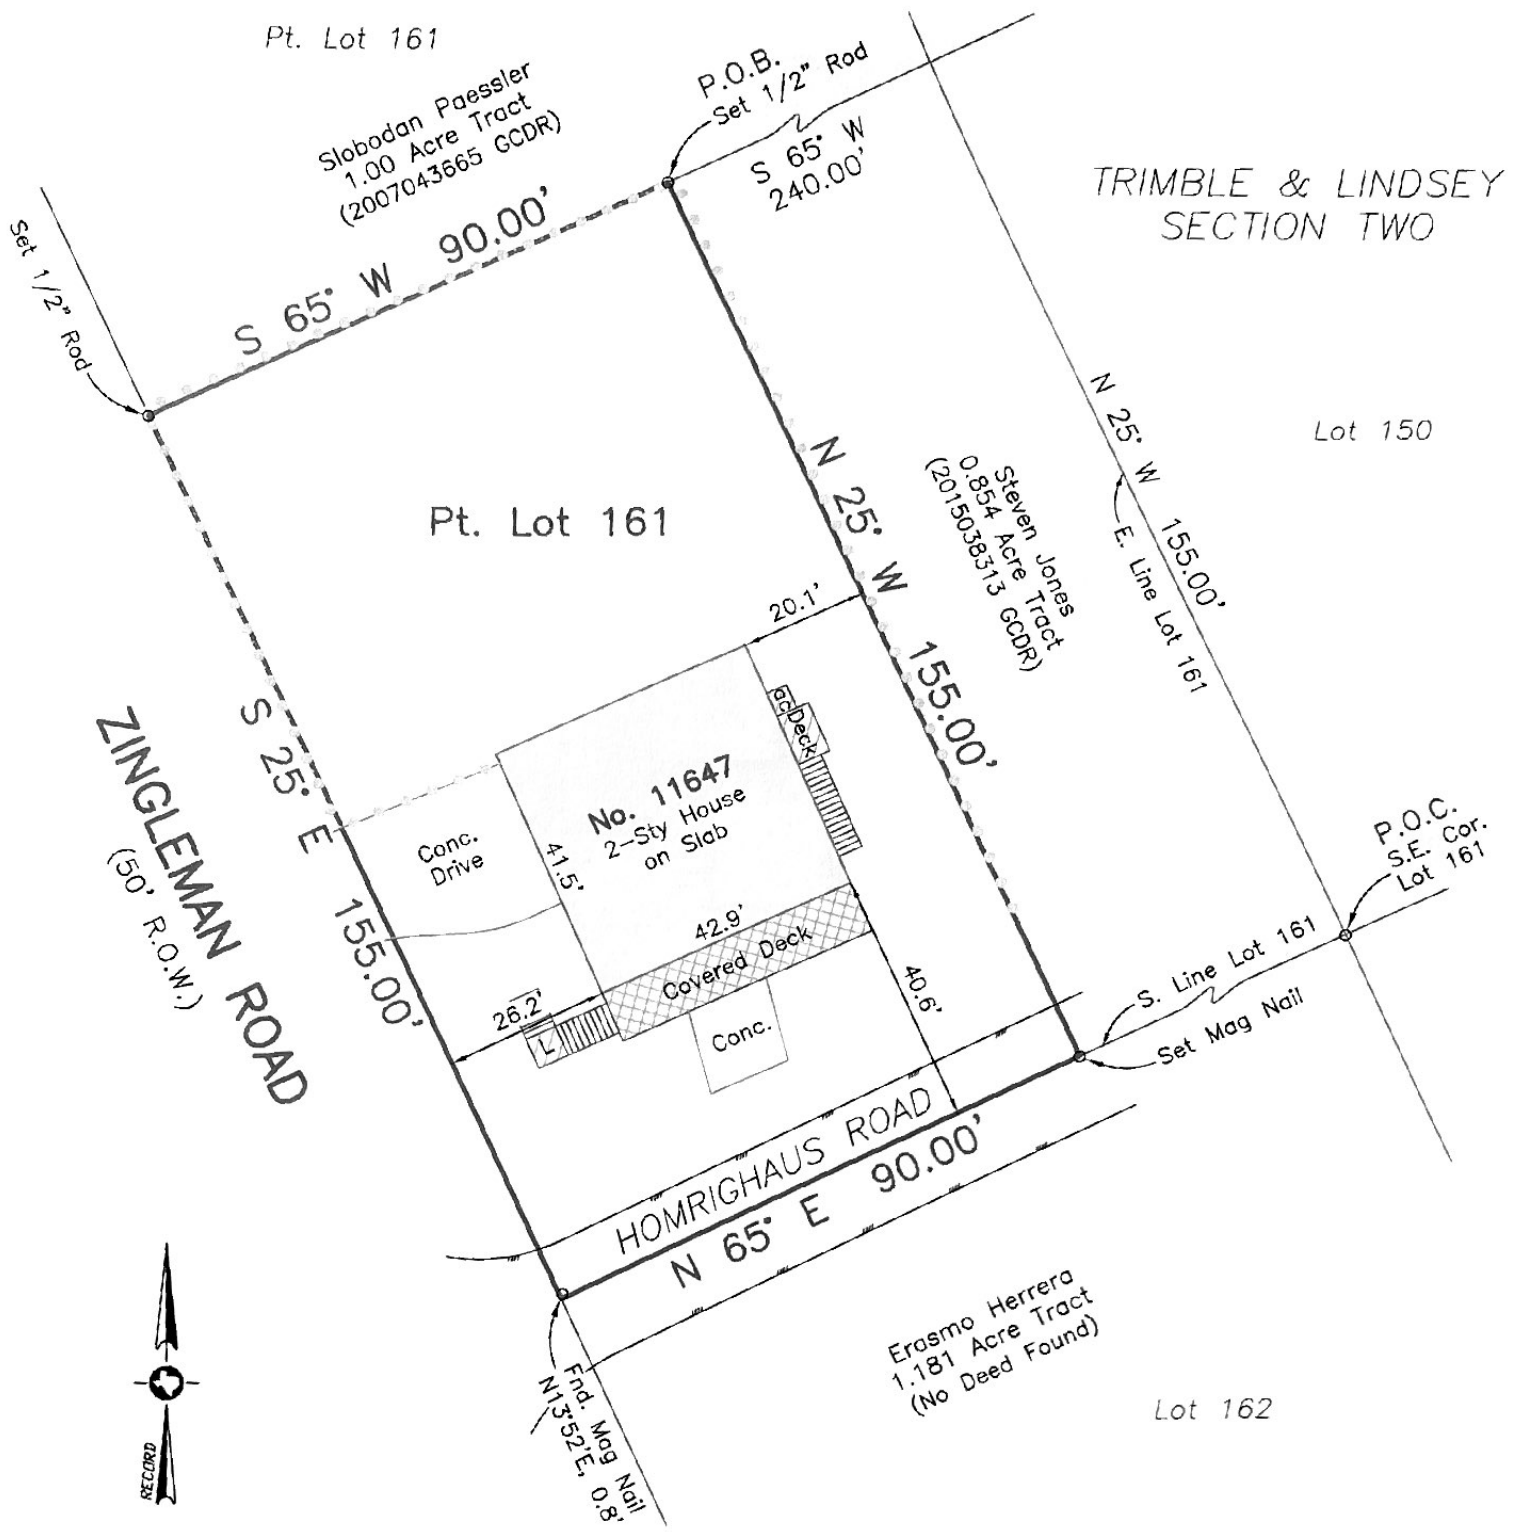 Pt. Lot 161
Slobodan Paessler
1.00 Acre Tract
(2007043665 GCDR)
P.O.B.
Set 1/2" Rod
S 65° W
240.00'
TRIMBLE & LINDSEY
SECTION TWO
Set 1/2" Rod
S 65° W 90.00'
N 25° W 155.00'
E. Line Lot 161
Lot 150
Pt. Lot 161
N 25° W 155.00'
Steven Jones
0.854 Acre Tract
(2015038313 GCDR)
20.1'
ac
Deck
No. 11647
2-Sty House
on Slab
41.5'
42.9'
Conc.
Drive
S 25° E 155.00'
ZINGLEMAN ROAD
(50' R.O.W.)
P.O.C.
S.E. Cor.
Lot 161
Covered Deck
26.2'
L
Conc.
40.6'
S. Line Lot 161
Set Mag Nail
HOMRIGHAUS ROAD
N 65° E 90.00'
Erasmo Herrera
1.181 Acre Tract
(No Deed Found)
Lot 162
Fnd. Mag Nail
N13°52'E, 0.8'
RECORD